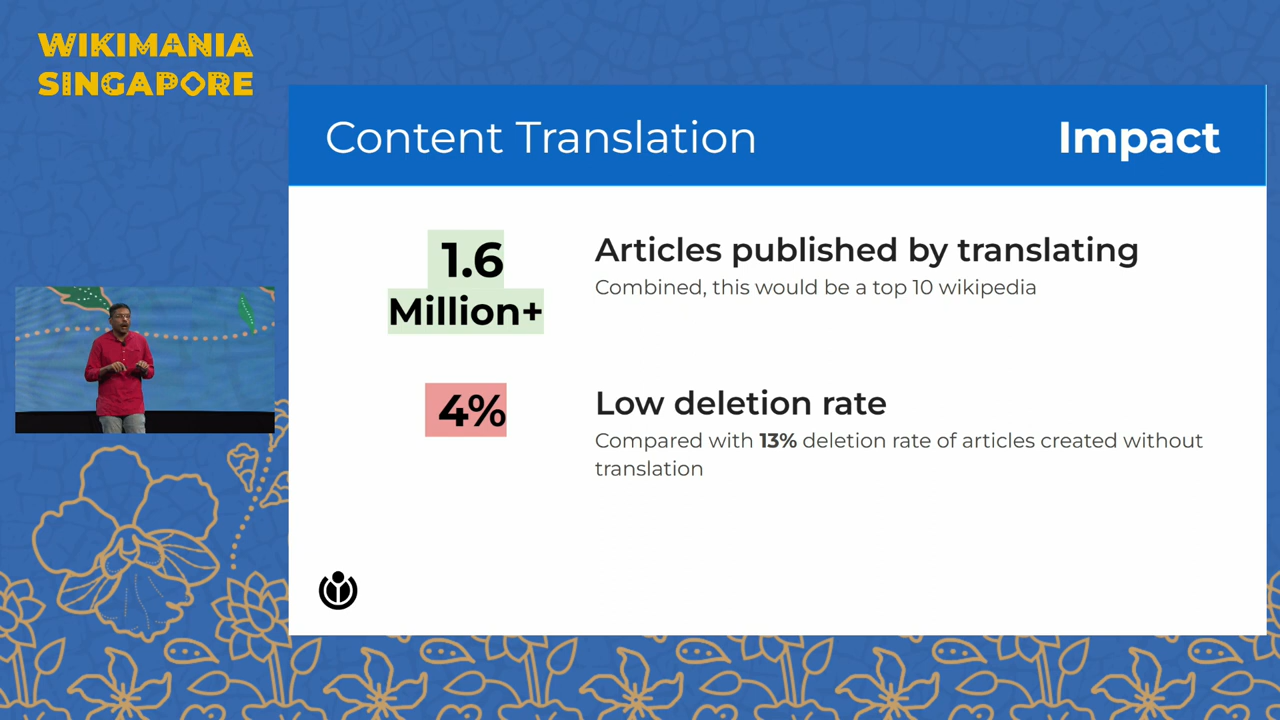 WIKIMANIA
SINGAPORE
Content Translation
Impact
1.6
Million+
Articles published by translating
Combined, this would be a top 10 wikipedia
4%
Low deletion rate
Compared with 13% deletion rate of articles created without
translation